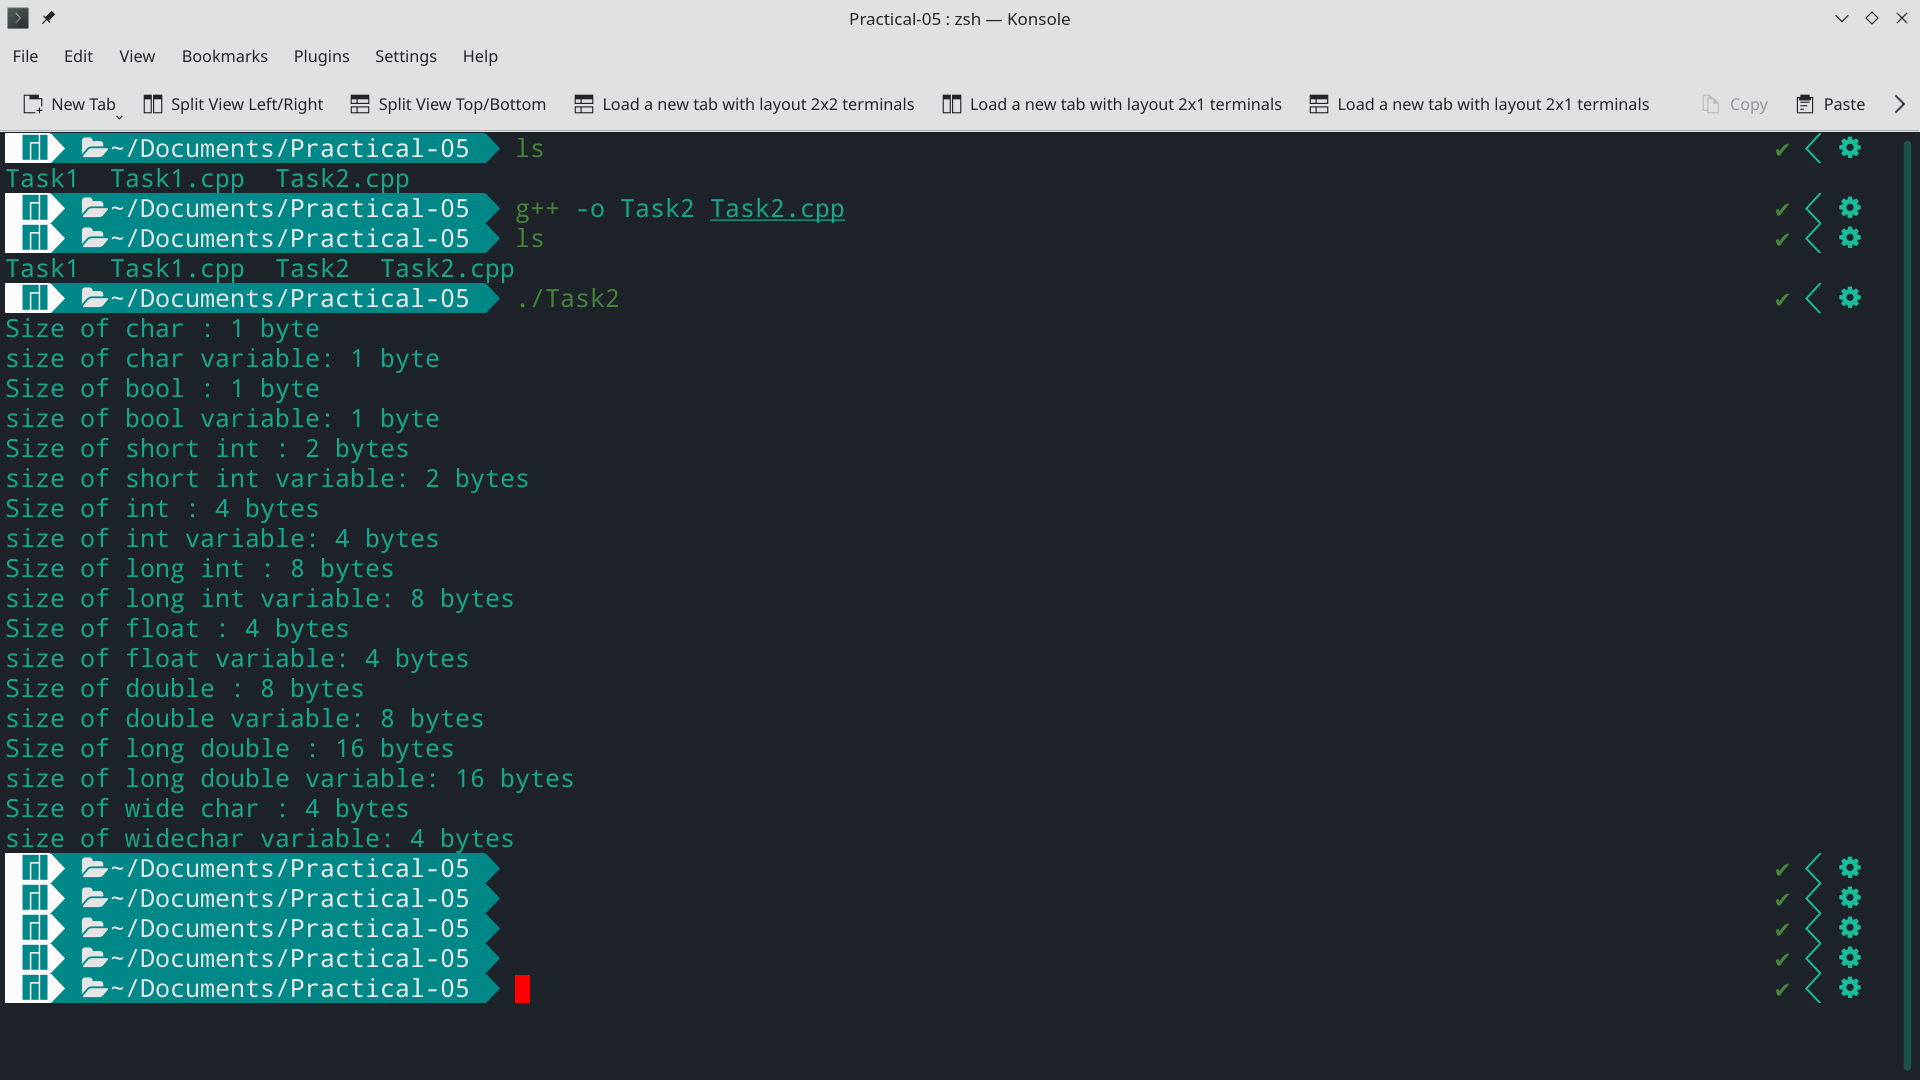 Practical-05 : zsh — Konsole
File Edit View Bookmarks Plugins Settings Help
New Tab Split View Left/Right Split View Top/Bottom Load a new tab with layout 2x2 terminals Load a new tab with layout 2x1 terminals Load a new tab with layout 2x1 terminals Copy Paste
~/Documents/Practical-05 ls
Task1 Task1.cpp Task2.cpp
~/Documents/Practical-05 g++ -o Task2 Task2.cpp
~/Documents/Practical-05 ls
Task1 Task1.cpp Task2 Task2.cpp
~/Documents/Practical-05 ./Task2
Size of char : 1 byte
size of char variable: 1 byte
Size of bool : 1 byte
size of bool variable: 1 byte
Size of short int : 2 bytes
size of short int variable: 2 bytes
Size of int : 4 bytes
size of int variable: 4 bytes
Size of long int : 8 bytes
size of long int variable: 8 bytes
Size of float : 4 bytes
size of float variable: 4 bytes
Size of double : 8 bytes
size of double variable: 8 bytes
Size of long double : 16 bytes
size of long double variable: 16 bytes
Size of wide char : 4 bytes
size of widechar variable: 4 bytes
~/Documents/Practical-05
~/Documents/Practical-05
~/Documents/Practical-05
~/Documents/Practical-05
~/Documents/Practical-05